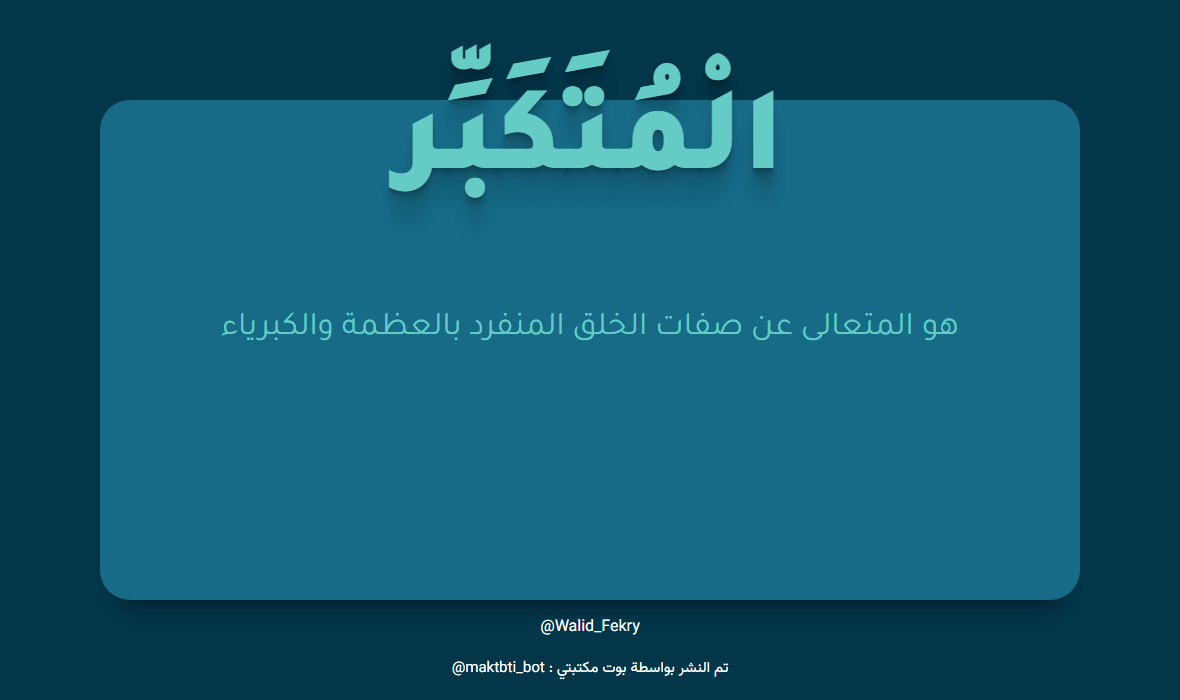 الْمُتَكَبِّر
هو المتعالى عن صفات الخلق المنفرد بالعظمة والكبرياء
@Walid_Fekry
تم النشر بواسطة بوت مكتبتي : @maktbti_bot